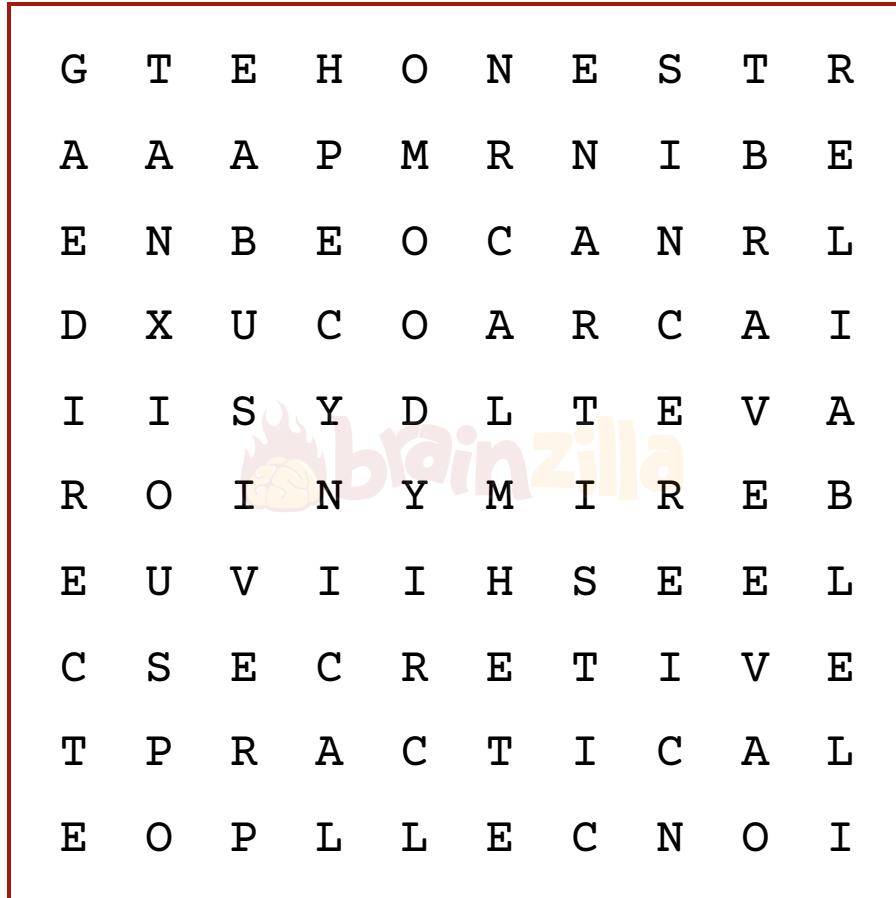 G T E H O N E S T R
A A A P M R N I B E
E N B E O C A N R L
D X U C O A R C A I
I I S Y D L T E V A
R O I N Y M I R E B
E U V I I H S E E L
C S E C R E T I V E
T P R A C T I C A L
E O P L L E C N O I
brainzilla